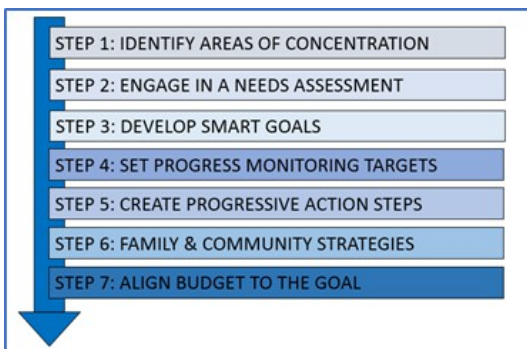 STEP 1: IDENTIFY AREAS OF CONCENTRATION
STEP 2: ENGAGE IN A NEEDS ASSESSMENT
STEP 3: DEVELOP SMART GOALS
STEP 4: SET PROGRESS MONITORING TARGETS
STEP 5: CREATE PROGRESSIVE ACTION STEPS
STEP 6: FAMILY & COMMUNITY STRATEGIES
STEP 7: ALIGN BUDGET TO THE GOAL